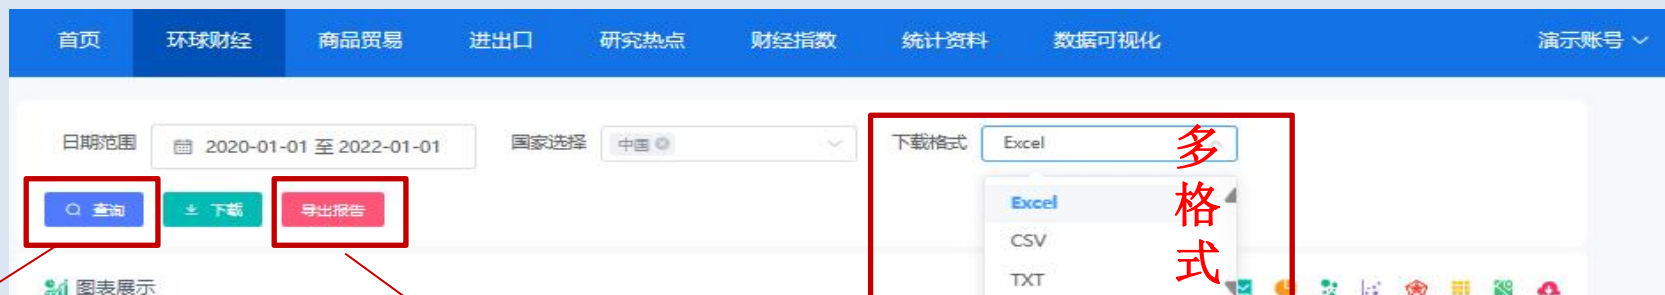 首页 环球财经 商品贸易 进出口 研究热点 财经指数 统计资料 数据可视化 演示账号
日期范围 2020-01-01 至 2022-01-01 国家选择 中国 下载格式 Excel
查询 下载 导出报告
Excel
CSV
TXT
多格式
图表展示